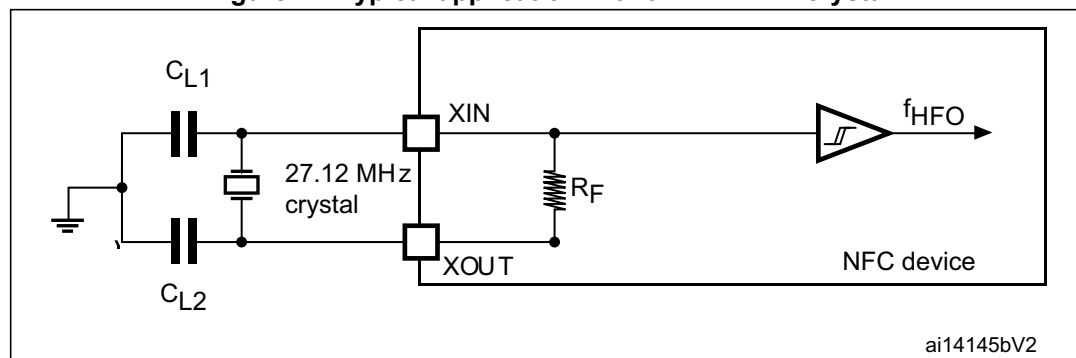 C_L1
XIN
f_HFO
27.12 MHz
crystal
R_F
XOUT
NFC device
C_L2
ai14145bV2